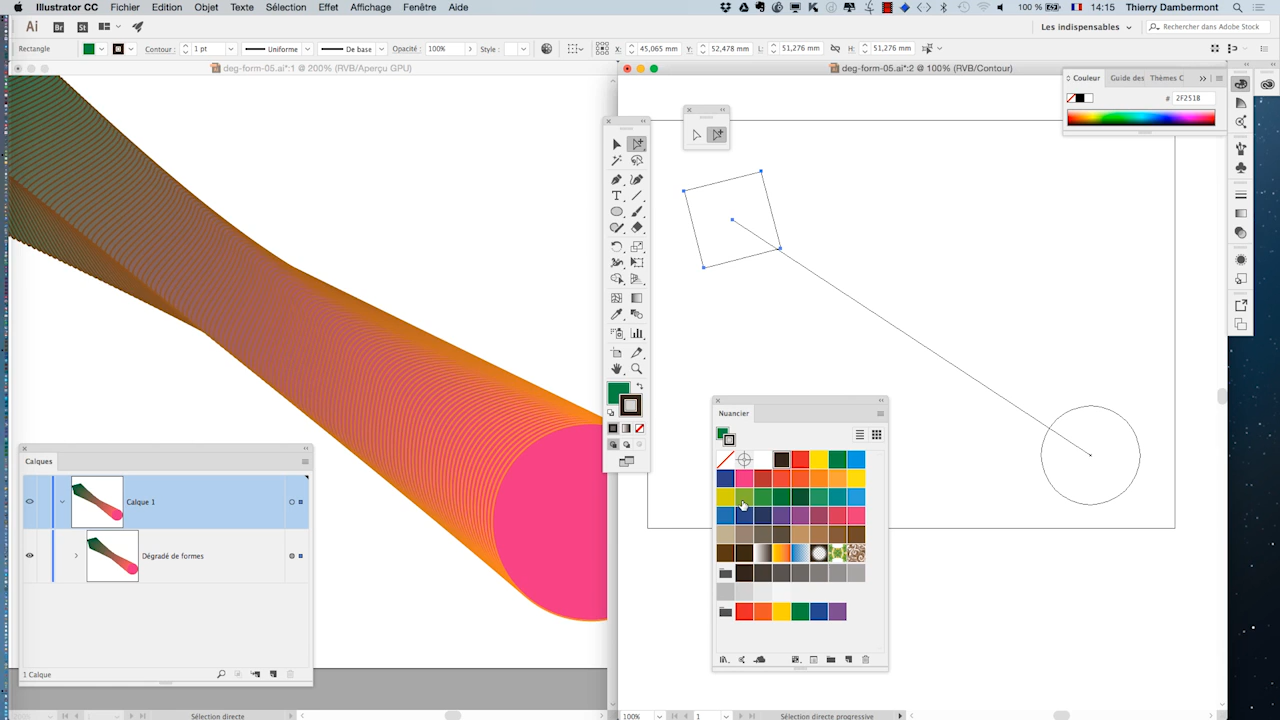 Illustrator CC Fichier Edition Objet Texte Sélection Effet Affichage Fenêtre Aide
100 % 14:15 Thierry Dambermont
Ai Br St
Les indispensables
Rechercher dans Adobe Stock
Rectangle Contour : 1 pt Uniforme De base Opacité : 100% Style : X: 45,065 mm Y: 52,478 mm L: 51,276 mm H: 51,276 mm
deg-form-05.ai*:1 @ 200% (RVB/Aperçu GPU)
deg-form-05.ai*:2 @ 100% (RVB/Contour)
Couleur Guide des Thèmes C
# 2F2518
Nuancier
Calques
Calque 1
Dégradé de formes
1 Calque
Sélection directe
100% 1 Sélection directe progressive